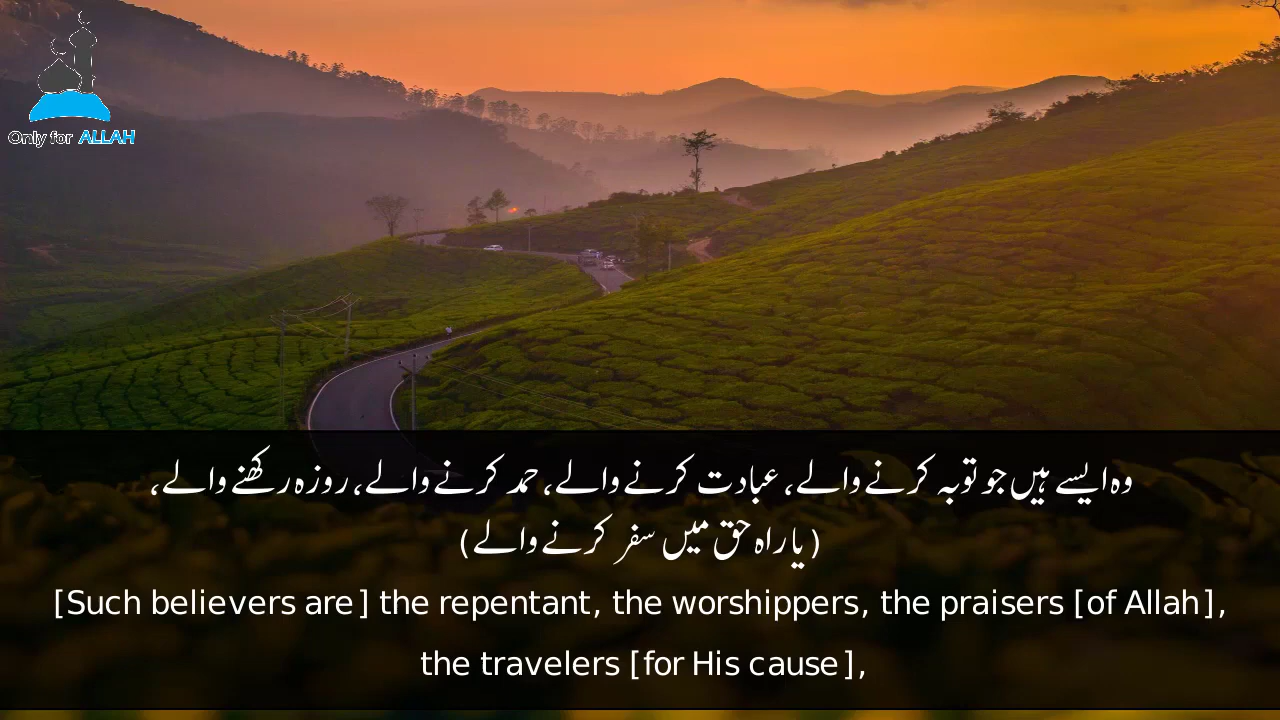 Only for ALLAH
وہ ایسے ہیں جو توبہ کرنے والے، عبادت کرنے والے، حمد کرنے والے، روزہ رکھنے والے،
(یا راہ حق میں سفر کرنے والے)
[Such believers are] the repentant, the worshippers, the praisers [of Allah],
the travelers [for His cause],